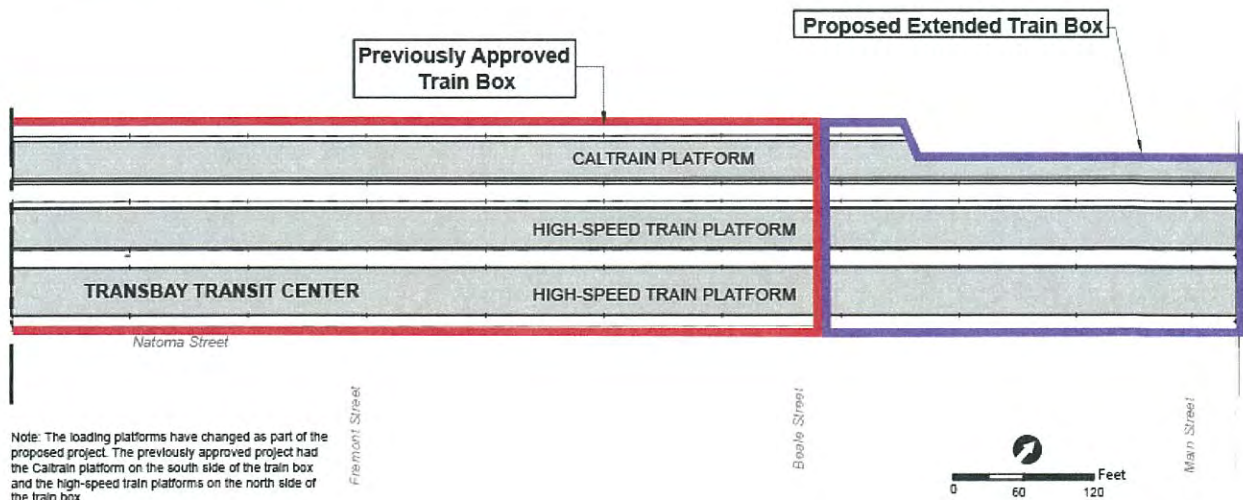 Proposed Extended Train Box
Previously Approved
Train Box
CALTRAIN PLATFORM
HIGH-SPEED TRAIN PLATFORM
TRANSBAY TRANSIT CENTER
HIGH-SPEED TRAIN PLATFORM
Natoma Street
Fremont Street
Beale Street
Main Street
Note: The loading platforms have changed as part of the
proposed project. The previously approved project had
the Caltrain platform on the south side of the train box
and the high-speed train platforms on the north side of
the train box
Feet
0 60 120